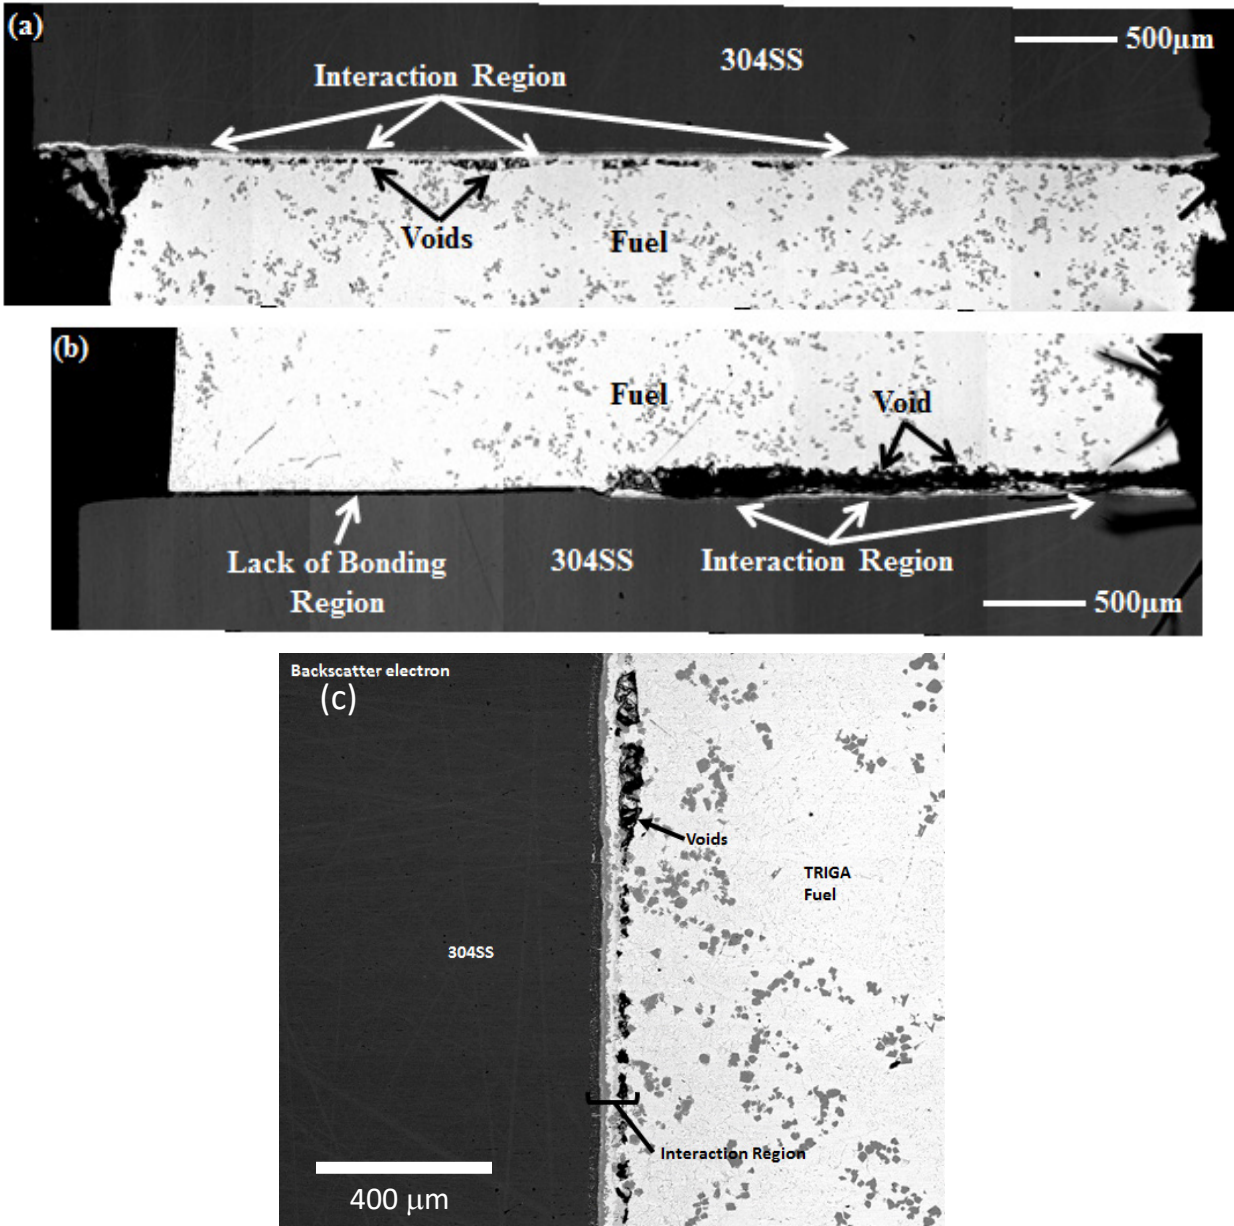 (a)
500μm
304SS
Interaction Region
Voids
Fuel
(b)
Fuel
Void
Lack of Bonding
Region
304SS
Interaction Region
500μm
Backscatter electron
(c)
Voids
TRIGA
Fuel
304SS
Interaction Region
400 μm